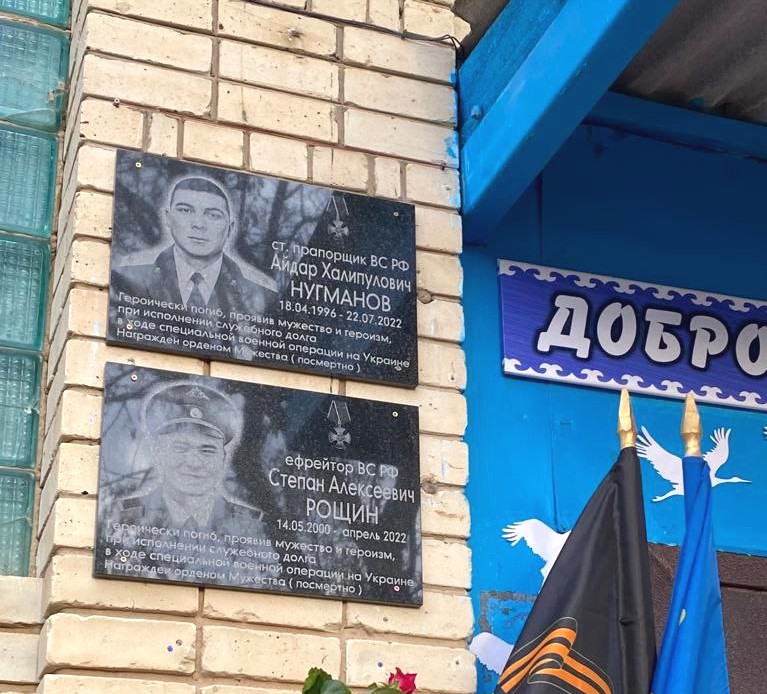 ст. прапорщик ВС РФ
Айдар Халипулович
НУГМАНОВ
18.04.1996 - 22.07.2022
Героически погиб, проявив мужество и героизм,
при исполнении служебного долга
в ходе специальной военной операции на Украине
Награжден орденом Мужества ( посмертно )
ефрейтор ВС РФ
Степан Алексеевич
РОЩИН
14.05.2000 - апрель 2022
Героически погиб, проявив мужество и героизм,
при исполнении служебного долга
в ходе специальной военной операции на Украине
Награжден орденом Мужества ( посмертно )
ДОБРО